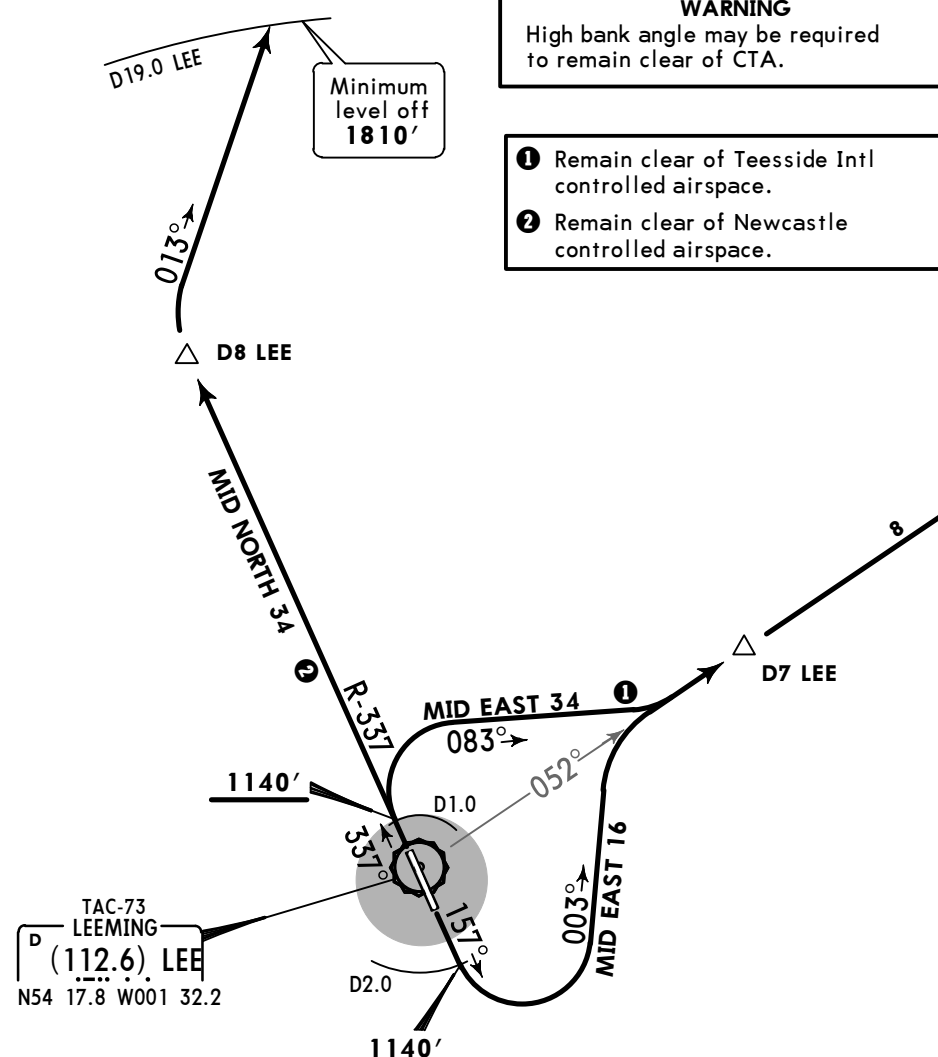 WARNING
High bank angle may be required
to remain clear of CTA.
D19.0 LEE
Minimum
level off
1810′
❶ Remain clear of Teesside Intl
controlled airspace.
❷ Remain clear of Newcastle
controlled airspace.
013°
D8 LEE
MID NORTH 34
❷
R-337
8
D7 LEE
MID EAST 34
❶
083°
052°
1140′
D1.0
337°
157°
003°
MID EAST 16
TAC-73
LEEMING
D (112.6) LEE
N54 17.8 W001 32.2
D2.0
1140′